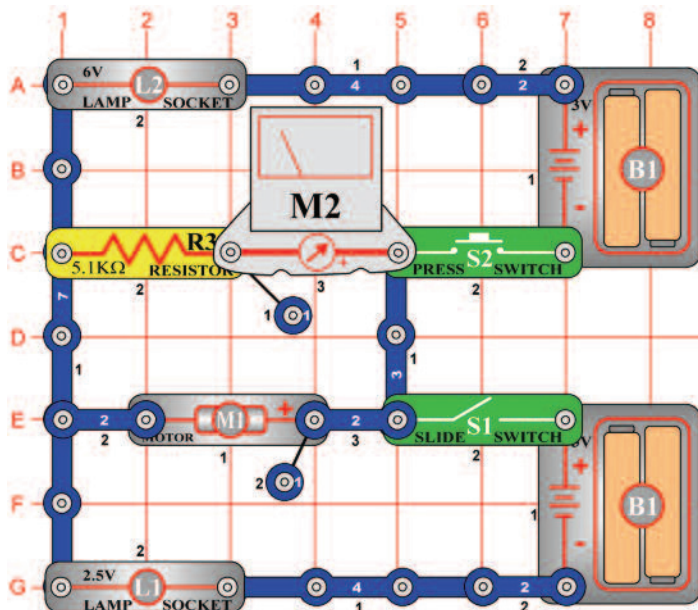 1 2 3 4 5 6 7 8
A 6V L2 1 4 2 2
LAMP SOCKET 3V
2 +
B 1 B1
M2 -
C R3 S2
5.1KΩ RESISTOR + PRESS SWITCH
7 2 3 2
1 1
D 1 1
3
E 2 M1 + 2 S1
2 MOTOR SLIDE SWITCH
1 3 2 3V
2 1 +
F 1 B1
2 -
G 2.5V L1 4 2
LAMP SOCKET 1 2